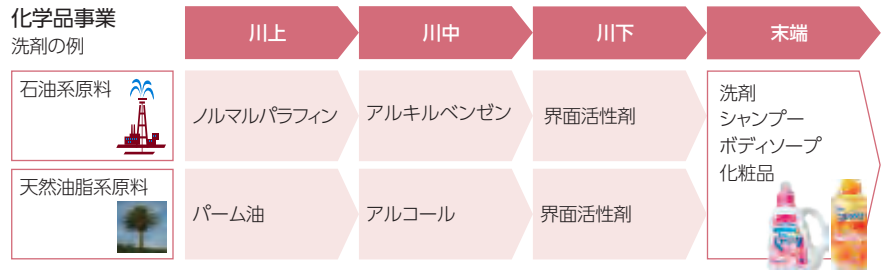 化学品事業
洗剤の例
川上
川中
川下
末端
石油系原料
ノルマルパラフィン
アルキルベンゼン
界面活性剤
天然油脂系原料
パーム油
アルコール
界面活性剤
洗剤
シャンプー
ボディソープ
化粧品